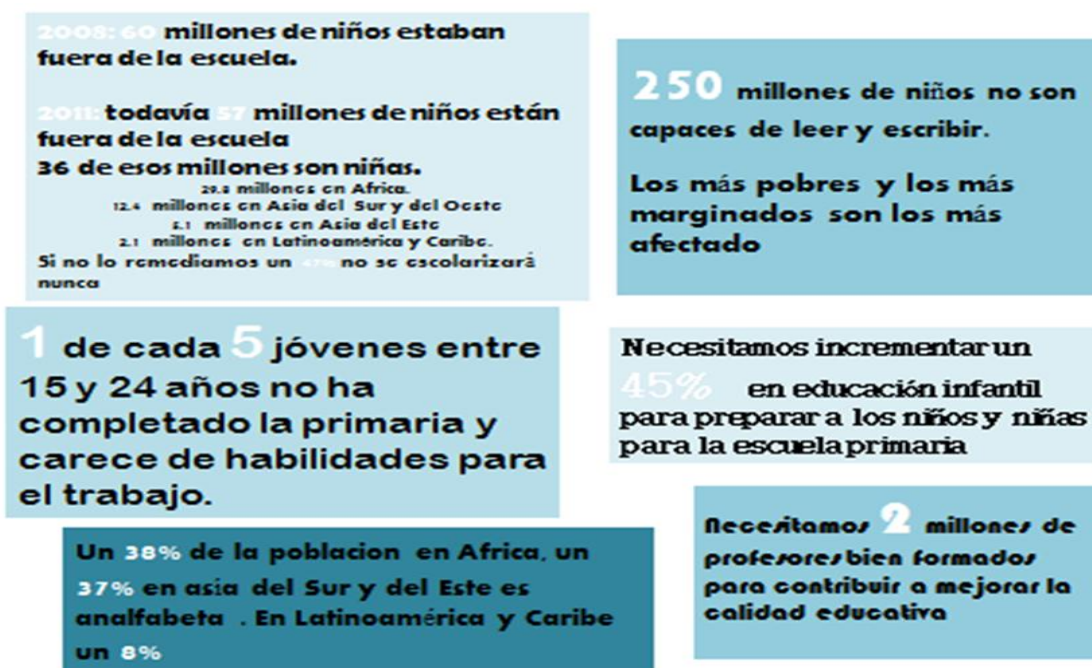 2008: 60 millones de niños estaban
fuera de la escuela.
2011: todavía 57 millones de niños están
fuera de la escuela
36 de esos millones son niñas.
29.8 millones en Africa.
12.4 millones en Asia del Sur y del Oeste
5.1 millones en Asia del Este
2.1 millones en Latinoamérica y Caribe.
Si no lo remediamos un 47% no se escolarizará
nunca
250 millones de niños no son
capaces de leer y escribir.
Los más pobres y los más
marginados son los más
afectado
1 de cada 5 jóvenes entre
15 y 24 años no ha
completado la primaria y
carece de habilidades para
el trabajo.
Necesitamos incrementar un
45% en educación infantil
para preparar a los niños y niñas
para la escuela primaria
Un 38% de la poblacion en Africa, un
37% en asia del Sur y del Este es
analfabeta . En Latinoamérica y Caribe
un 8%
Necesitamos 2 millones de
profesores bien formados
para contribuir a mejorar la
calidad educativa